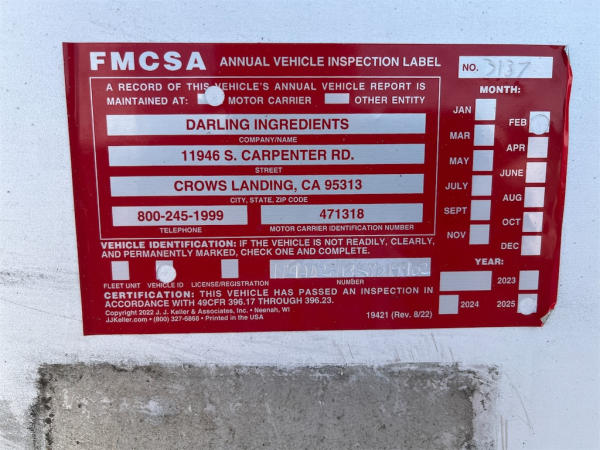 FMCSA ANNUAL VEHICLE INSPECTION LABEL
NO. 3137
A RECORD OF THIS VEHICLE'S ANNUAL VEHICLE REPORT IS
MAINTAINED AT: MOTOR CARRIER OTHER ENTITY
DARLING INGREDIENTS
COMPANY/NAME
11946 S. CARPENTER RD.
STREET
CROWS LANDING, CA 95313
CITY, STATE, ZIP CODE
800-245-1999 471318
TELEPHONE MOTOR CARRIER IDENTIFICATION NUMBER
VEHICLE IDENTIFICATION: IF THE VEHICLE IS NOT READILY, CLEARLY,
AND PERMANENTLY MARKED, CHECK ONE AND COMPLETE.
FLEET UNIT VEHICLE ID LICENSE/REGISTRATION NUMBER
CERTIFICATION: THIS VEHICLE HAS PASSED AN INSPECTION IN
ACCORDANCE WITH 49CFR 396.17 THROUGH 396.23.
Copyright 2022 J. J. Keller & Associates, Inc. • Neenah, WI
JJKeller.com • (800) 327-6868 • Printed in the USA
19421 (Rev. 8/22)
MONTH:
JAN FEB
MAR APR
MAY JUNE
JULY AUG
SEPT OCT
NOV DEC
YEAR:
2023
2024 2025